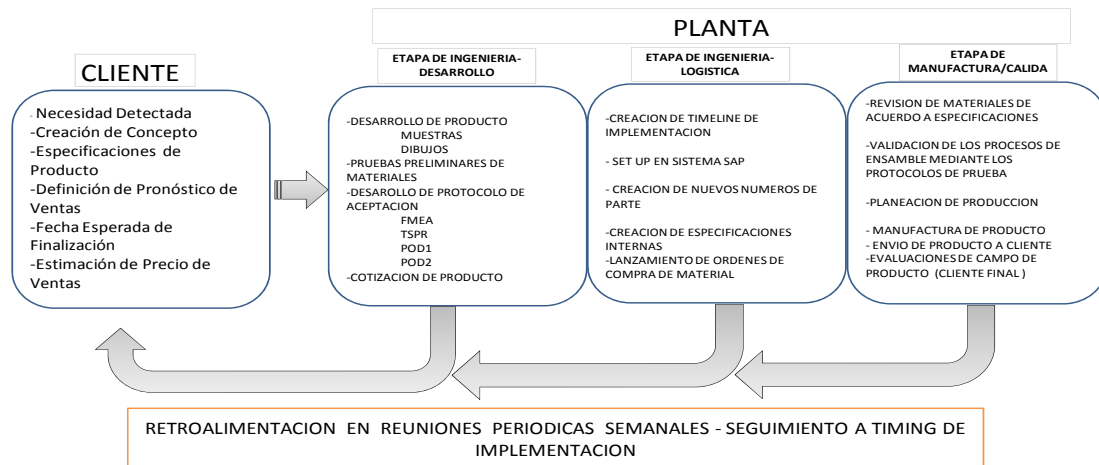 PLANTA
CLIENTE
- Necesidad Detectada
-Creación de Concepto
-Especificaciones de
Producto
-Definición de Pronóstico de
Ventas
-Fecha Esperada de
Finalización
-Estimación de Precio de
Ventas
ETAPA DE INGENIERIA-
DESARROLLO
-DESARROLLO DE PRODUCTO
MUESTRAS
DIBUJOS
-PRUEBAS PRELIMINARES DE
MATERIALES
-DESAROLLO DE PROTOCOLO DE
ACEPTACION
FMEA
TSPR
POD1
POD2
-COTIZACION DE PRODUCTO
ETAPA DE INGENIERIA-
LOGISTICA
-CREACION DE TIMELINE DE
IMPLEMENTACION
- SET UP EN SISTEMA SAP
- CREACION DE NUEVOS NUMEROS DE
PARTE
-CREACION DE ESPECIFICACIONES
INTERNAS
-LANZAMIENTO DE ORDENES DE
COMPRA DE MATERIAL
ETAPA DE
MANUFACTURA/CALIDA
-REVISION DE MATERIALES DE
ACUERDO A ESPECIFICACIONES
-VALIDACION DE LOS PROCESOS DE
ENSAMBLE MEDIANTE LOS
PROTOCOLOS DE PRUEBA
-PLANEACION DE PRODUCCION
- MANUFACTURA DE PRODUCTO
- ENVIO DE PRODUCTO A CLIENTE
-EVALUACIONES DE CAMPO DE
PRODUCTO (CLIENTE FINAL )
RETROALIMENTACION EN REUNIONES PERIODICAS SEMANALES - SEGUIMIENTO A TIMING DE
IMPLEMENTACION